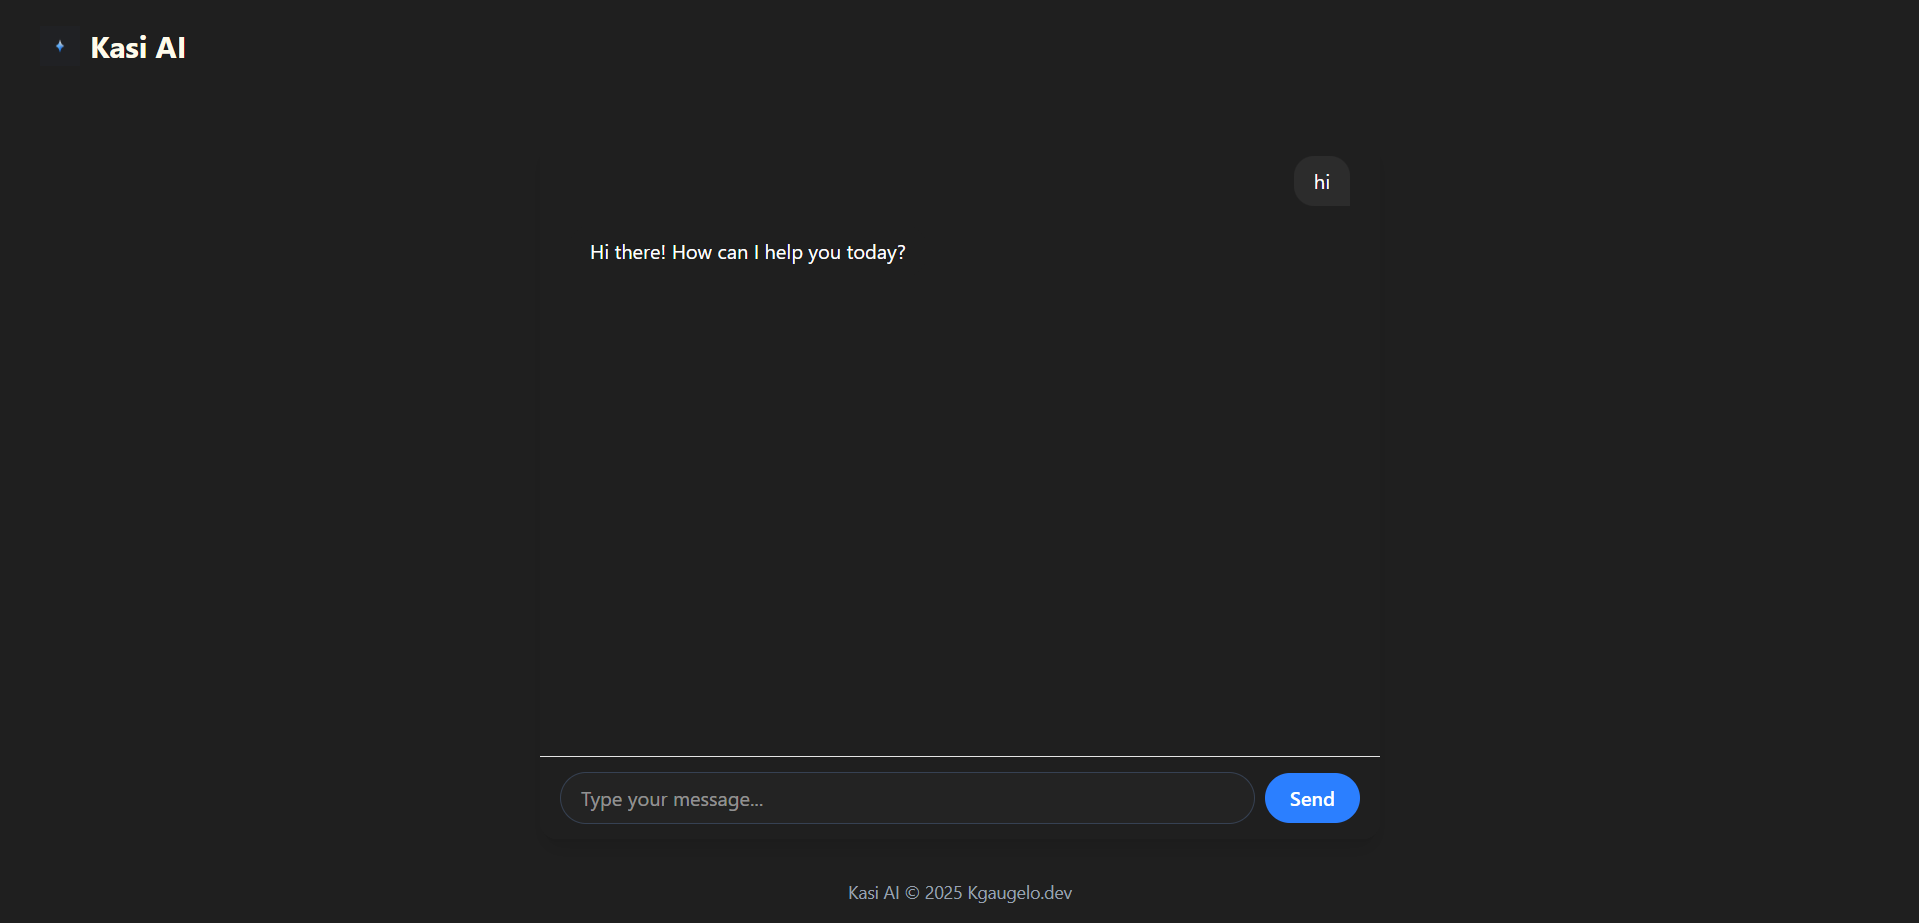 Kasi AI
hi
Hi there! How can I help you today?
Type your message...
Send
Kasi AI © 2025 Kgaugelo.dev